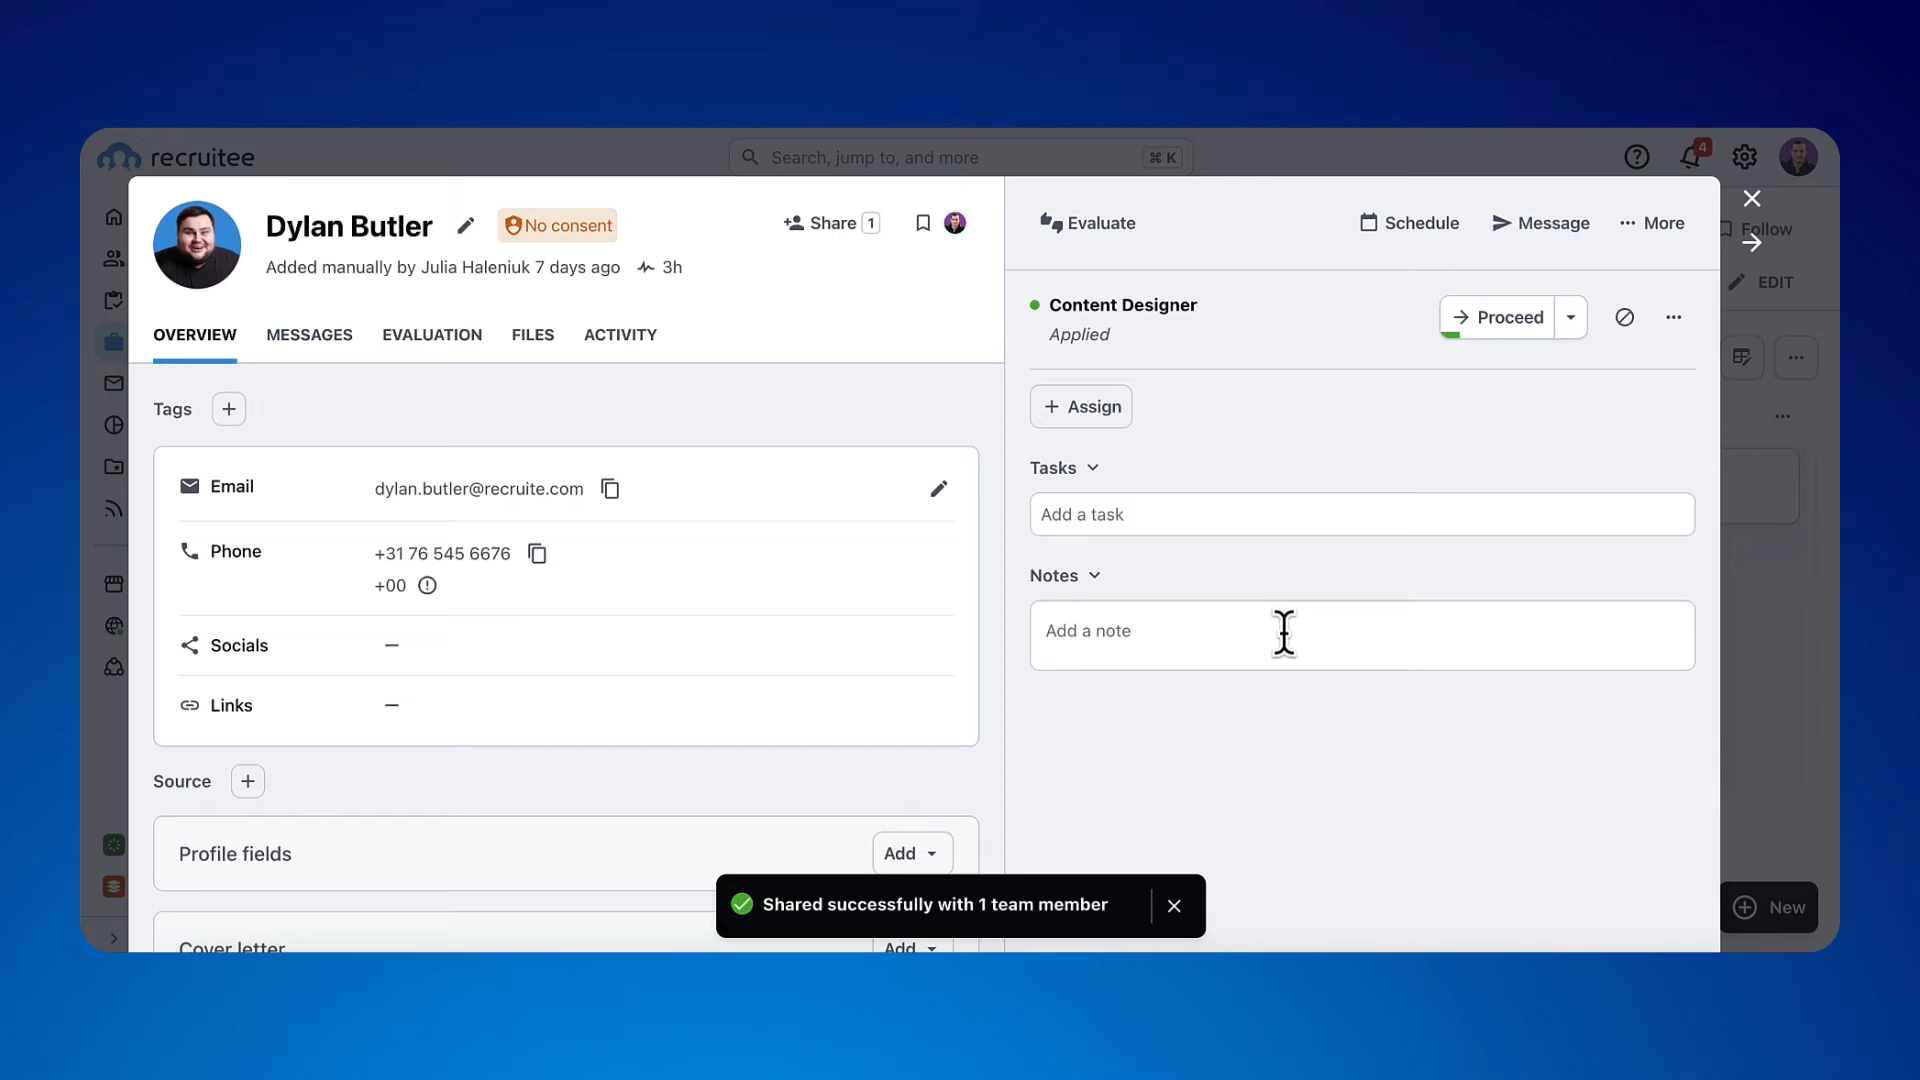 recruitee
Search, jump to, and more
⌘ K
4
Dylan Butler
No consent
Share 1
Added manually by Julia Haleniuk 7 days ago
3h
OVERVIEW
MESSAGES
EVALUATION
FILES
ACTIVITY
Tags
Email
dylan.butler@recruite.com
Phone
+31 76 545 6676
+00
Socials
—
Links
—
Source
Profile fields
Add
Cover letter
Add
Evaluate
Schedule
Message
More
Content Designer
Applied
Proceed
Assign
Tasks
Add a task
Notes
Add a note
Follow
EDIT
New
Shared successfully with 1 team member